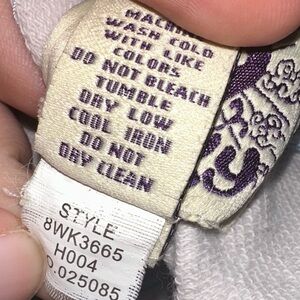 MACHINE
WASH COLD
WITH LIKE
COLORS
DO NOT BLEACH
TUMBLE
DRY LOW
COOL IRON
DO NOT
DRY CLEAN
STYLE
8WK3665
H004
.025085